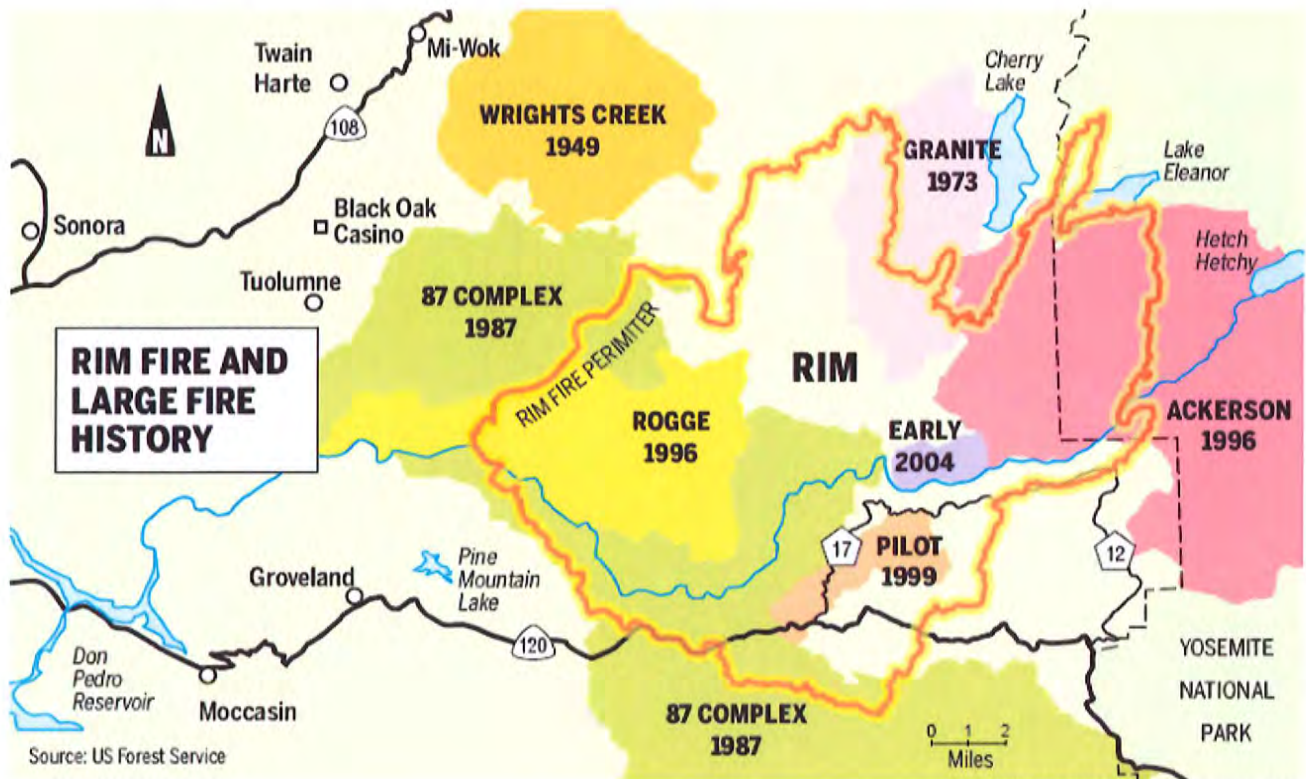 Twain
Harte
Mi-Wok
108
N
WRIGHTS CREEK
1949
Cherry
Lake
GRANITE
1973
Lake
Eleanor
Sonora
Black Oak
Casino
Hetch
Hetchy
Tuolumne
87 COMPLEX
1987
RIM FIRE AND
LARGE FIRE
HISTORY
RIM FIRE PERIMITER
RIM
ROGGE
1996
EARLY
2004
ACKERSON
1996
17
PILOT
1999
12
Groveland
Pine
Mountain
Lake
120
Don
Pedro
Reservoir
Moccasin
87 COMPLEX
1987
0 1 2
Miles
YOSEMITE
NATIONAL
PARK
Source: US Forest Service